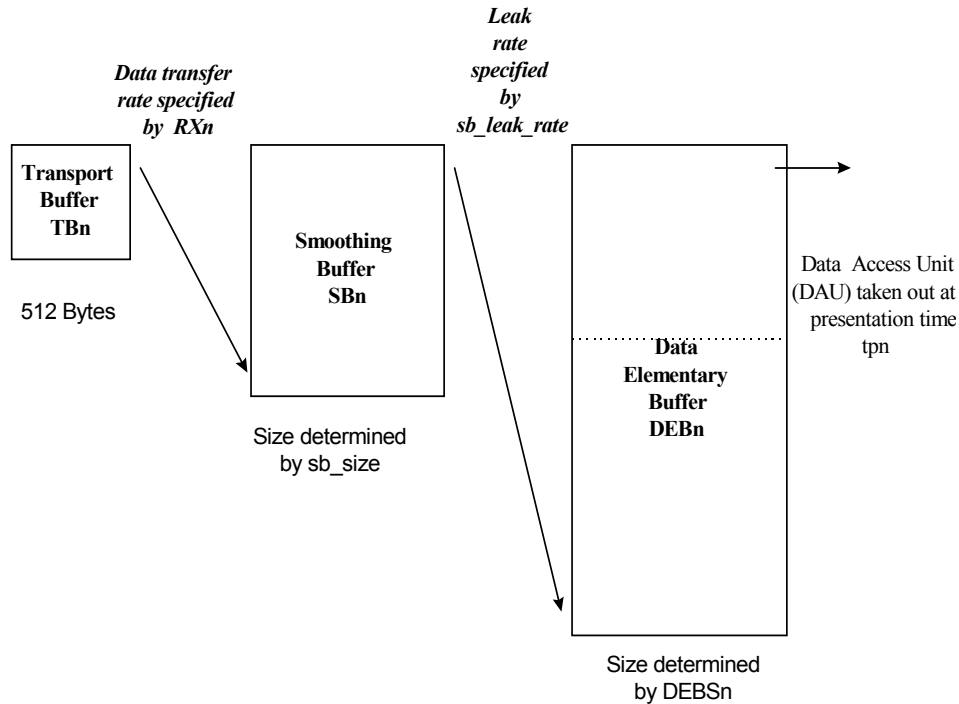 Leak
rate
specified
by
sb_leak_rate
Data transfer
rate specified
by RXn
Transport
Buffer
TBn
512 Bytes
Smoothing
Buffer
SBn
Size determined
by sb_size
Data
Elementary
Buffer
DEBn
Size determined
by DEBSn
Data Access Unit
(DAU) taken out at
presentation time
tpn